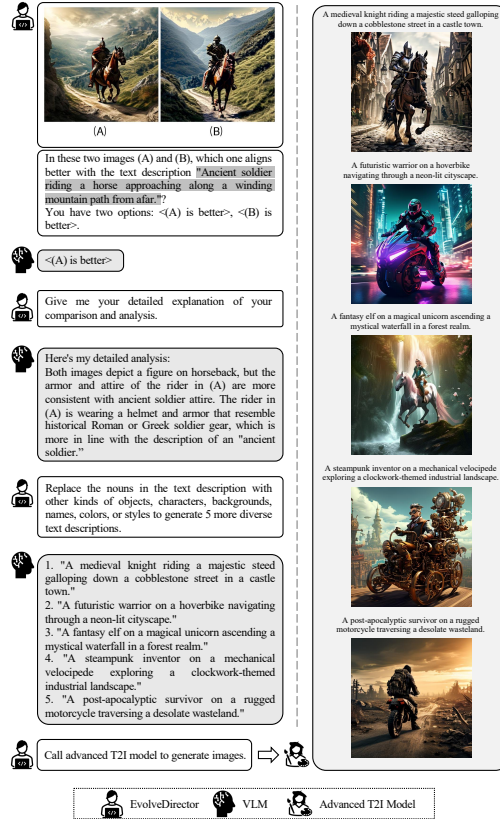 (A)
(B)
In these two images (A) and (B), which one aligns
better with the text description "Ancient soldier
riding a horse approaching along a winding
mountain path from afar."?
You have two options: <(A) is better>, <(B) is
better>.
<(A) is better>
Give me your detailed explanation of your
comparison and analysis.
Here's my detailed analysis:
Both images depict a figure on horseback, but the
armor and attire of the rider in (A) are more
consistent with ancient soldier attire. The rider in
(A) is wearing a helmet and armor that resemble
historical Roman or Greek soldier gear, which is
more in line with the description of an "ancient
soldier."
Replace the nouns in the text description with
other kinds of objects, characters, backgrounds,
names, colors, or styles to generate 5 more diverse
text descriptions.
1. "A medieval knight riding a majestic steed
galloping down a cobblestone street in a castle
town."
2. "A futuristic warrior on a hoverbike navigating
through a neon-lit cityscape."
3. "A fantasy elf on a magical unicorn ascending a
mystical waterfall in a forest realm."
4. "A steampunk inventor on a mechanical
velocipede exploring a clockwork-themed
industrial landscape."
5. "A post-apocalyptic survivor on a rugged
motorcycle traversing a desolate wasteland."
Call advanced T2I model to generate images.
A medieval knight riding a majestic steed galloping
down a cobblestone street in a castle town.
A futuristic warrior on a hoverbike
navigating through a neon-lit cityscape.
A fantasy elf on a magical unicorn ascending a
mystical waterfall in a forest realm.
A steampunk inventor on a mechanical velocipede
exploring a clockwork-themed industrial landscape.
A post-apocalyptic survivor on a rugged
motorcycle traversing a desolate wasteland.
EvolveDirector
VLM
Advanced T2I Model